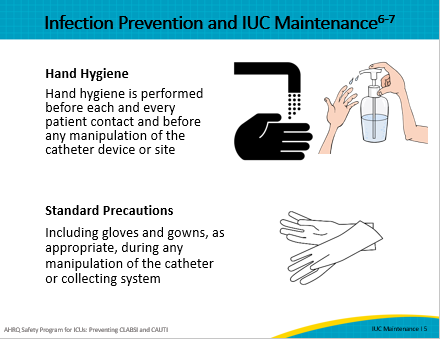 Infection Prevention and IUC Maintenance6-7
Hand Hygiene
Hand hygiene is performed
before each and every
patient contact and before
any manipulation of the
catheter device or site
Standard Precautions
Including gloves and gowns, as
appropriate, during any
manipulation of the catheter
or collecting system
AHRQ Safety Program for ICUs: Preventing CLABSI and CAUTI
IUC Maintenance I 5